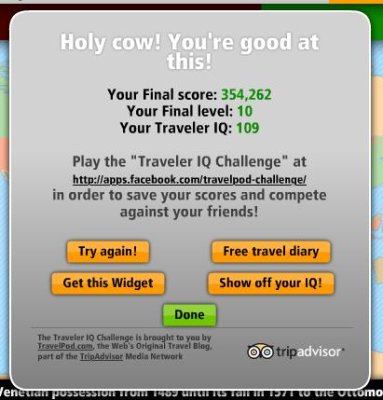 Holy cow! You're good at
this!
Your Final score: 354,262
Your Final level: 10
Your Traveler IQ: 109
Play the "Traveler IQ Challenge" at
http://apps.facebook.com/travelpod-challenge/
in order to save your scores and compete
against your friends!
Try again!
Free travel diary
Get this Widget
Show off your IQ!
Done
The Traveler IQ Challenge is brought to you by
TravelPod.com, the Web's Original Travel Blog,
part of the TripAdvisor Media Network
tripadvisor
Venetian possession from 1489 until its fall in 1571 to the Ottoma